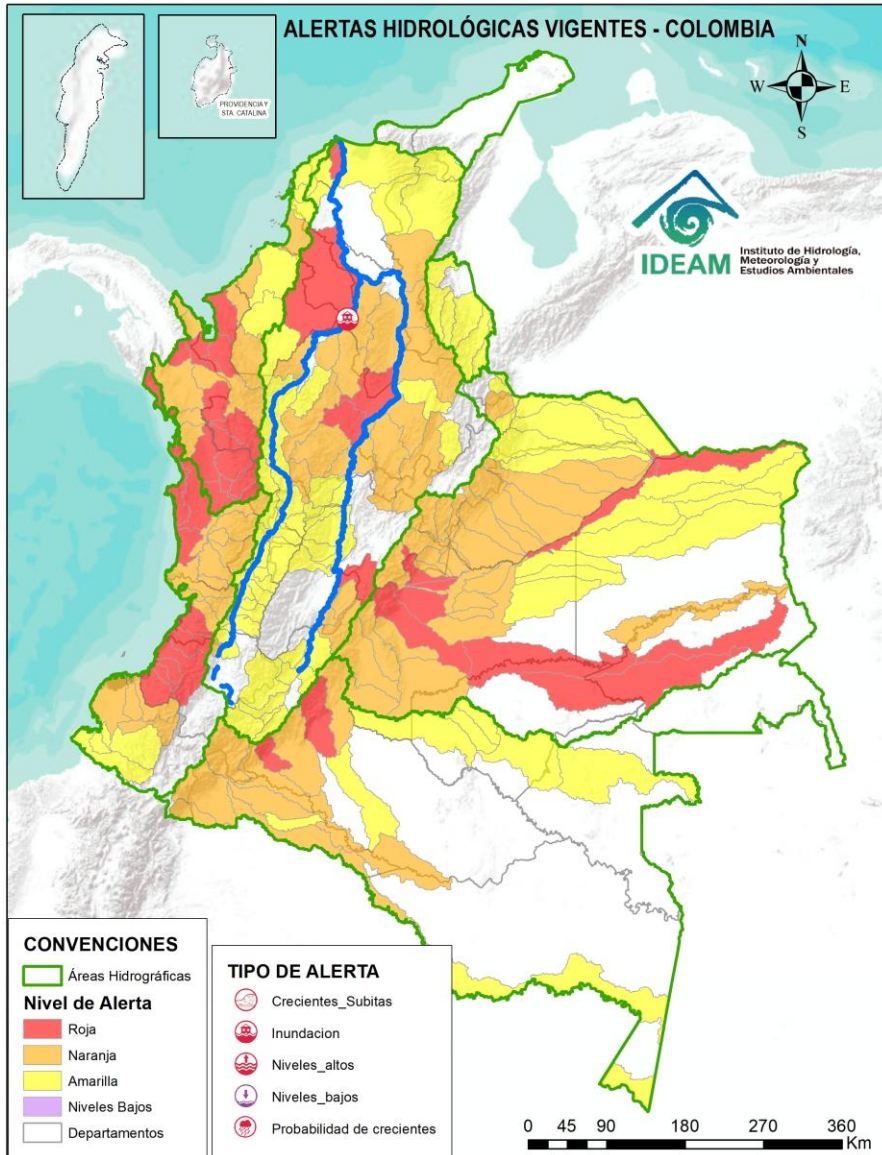 ALERTAS HIDROLÓGICAS VIGENTES - COLOMBIA
PROVIDENCIA Y
STA. CATALINA
N
W
E
S
IDEAM
Instituto de Hidrología,
Meteorología y
Estudios Ambientales
CONVENCIONES
Áreas Hidrográficas
Nivel de Alerta
Roja
Naranja
Amarilla
Niveles Bajos
Departamentos
TIPO DE ALERTA
Crecientes_Subitas
Inundacion
Niveles_altos
Niveles_bajos
Probabilidad de crecientes
0 45 90 180 270 360
Km